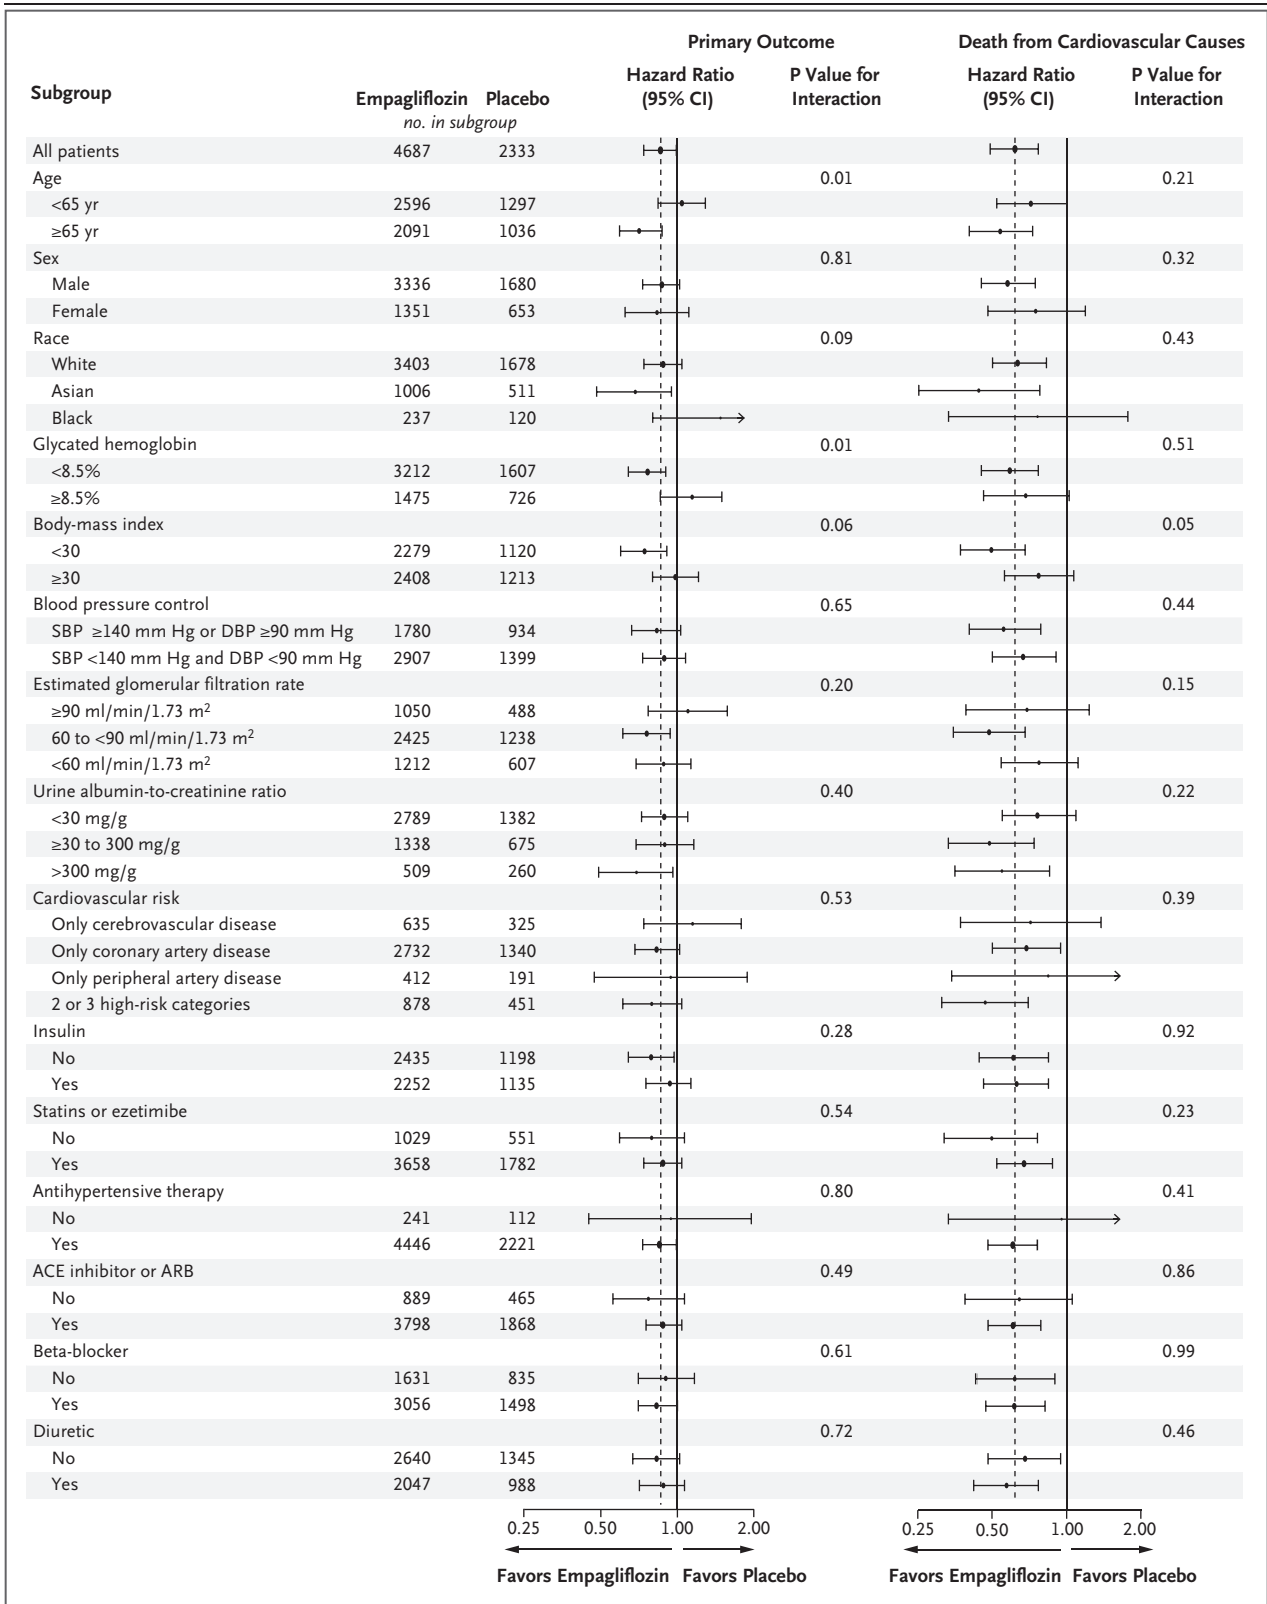 Primary Outcome Death from Cardiovascular Causes
Subgroup Empagliflozin Placebo Hazard Ratio (95% CI) P Value for Interaction Hazard Ratio (95% CI) P Value for Interaction
no. in subgroup
All patients 4687 2333
Age 0.01 0.21
<65 yr 2596 1297
≥65 yr 2091 1036
Sex 0.81 0.32
Male 3336 1680
Female 1351 653
Race 0.09 0.43
White 3403 1678
Asian 1006 511
Black 237 120
Glycated hemoglobin 0.01 0.51
<8.5% 3212 1607
≥8.5% 1475 726
Body-mass index 0.06 0.05
<30 2279 1120
≥30 2408 1213
Blood pressure control 0.65 0.44
SBP ≥140 mm Hg or DBP ≥90 mm Hg 1780 934
SBP <140 mm Hg and DBP <90 mm Hg 2907 1399
Estimated glomerular filtration rate 0.20 0.15
≥90 ml/min/1.73 m² 1050 488
60 to <90 ml/min/1.73 m² 2425 1238
<60 ml/min/1.73 m² 1212 607
Urine albumin-to-creatinine ratio 0.40 0.22
<30 mg/g 2789 1382
≥30 to 300 mg/g 1338 675
>300 mg/g 509 260
Cardiovascular risk 0.53 0.39
Only cerebrovascular disease 635 325
Only coronary artery disease 2732 1340
Only peripheral artery disease 412 191
2 or 3 high-risk categories 878 451
Insulin 0.28 0.92
No 2435 1198
Yes 2252 1135
Statins or ezetimibe 0.54 0.23
No 1029 551
Yes 3658 1782
Antihypertensive therapy 0.80 0.41
No 241 112
Yes 4446 2221
ACE inhibitor or ARB 0.49 0.86
No 889 465
Yes 3798 1868
Beta-blocker 0.61 0.99
No 1631 835
Yes 3056 1498
Diuretic 0.72 0.46
No 2640 1345
Yes 2047 988
0.25 0.50 1.00 2.00 0.25 0.50 1.00 2.00
Favors Empagliflozin Favors Placebo Favors Empagliflozin Favors Placebo